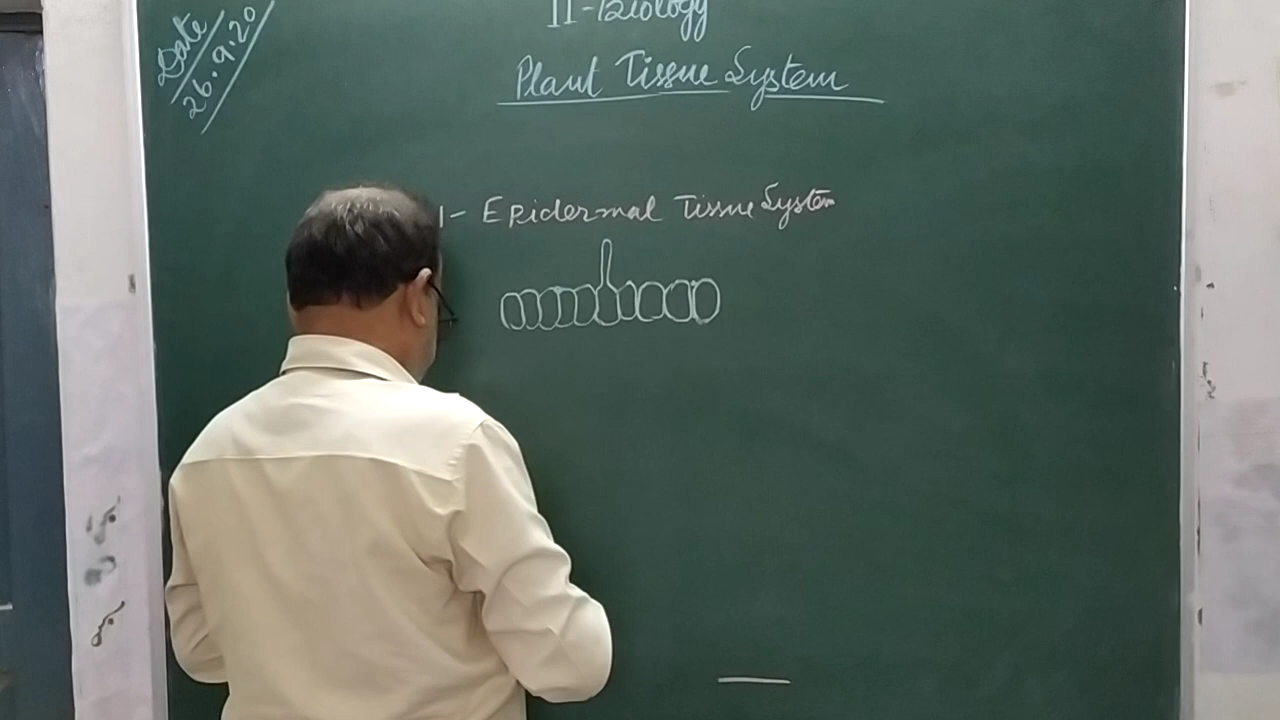 Date
26.9.20
II-Biology
Plant Tissue System
1- Epidermal Tissue System